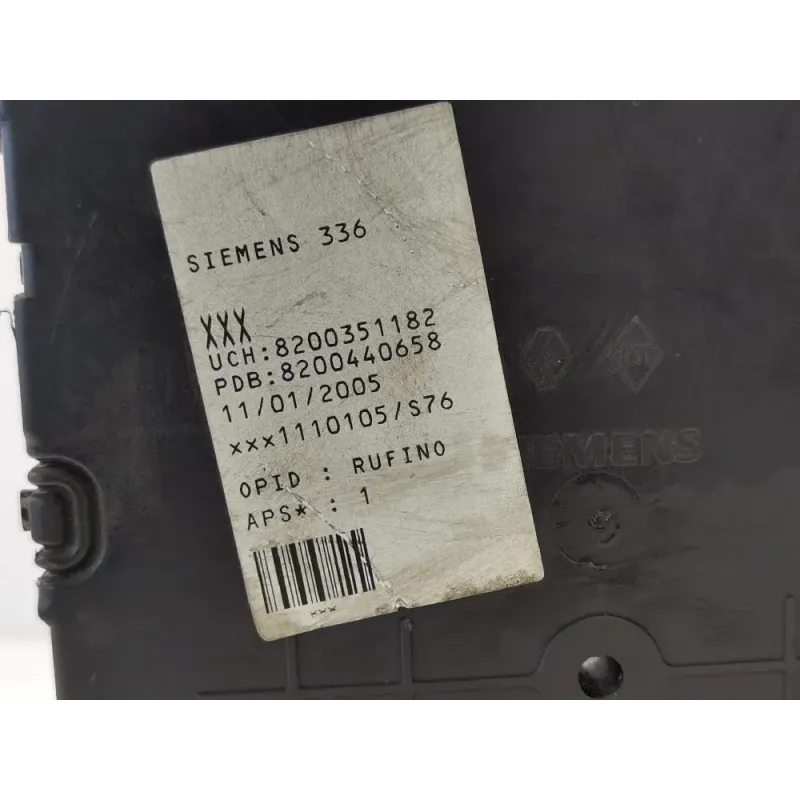 SIEMENS 336
XXX
UCH:8200351182
PDB:8200440658
11/01/2005
xxx1110105/S76
OPID : RUFINO
APS* : 1
xxx
SIEMENS